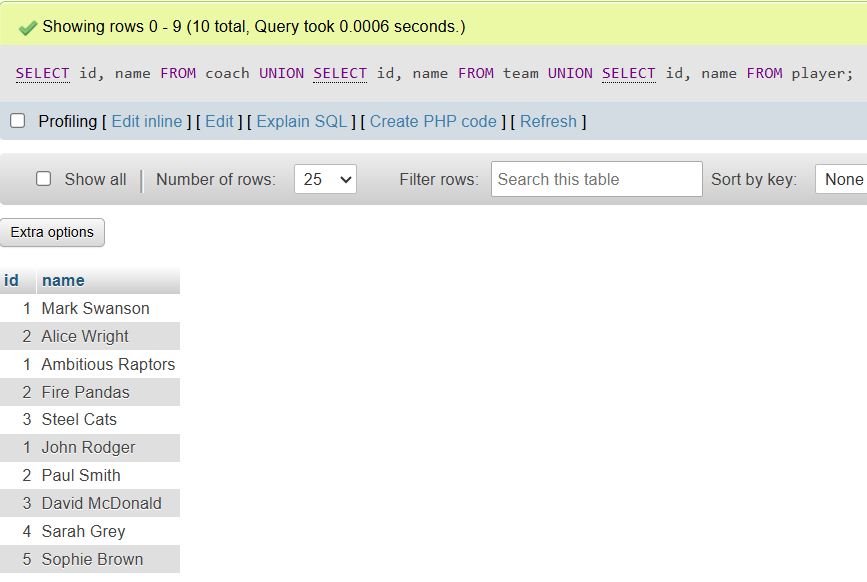 Showing rows 0 - 9 (10 total, Query took 0.0006 seconds.)
SELECT id, name FROM coach UNION SELECT id, name FROM team UNION SELECT id, name FROM player;
Profiling [ Edit inline ] [ Edit ] [ Explain SQL ] [ Create PHP code ] [ Refresh ]
Show all | Number of rows: 25 Filter rows: Search this table Sort by key: None
Extra options
id name
1 Mark Swanson
2 Alice Wright
1 Ambitious Raptors
2 Fire Pandas
3 Steel Cats
1 John Rodger
2 Paul Smith
3 David McDonald
4 Sarah Grey
5 Sophie Brown